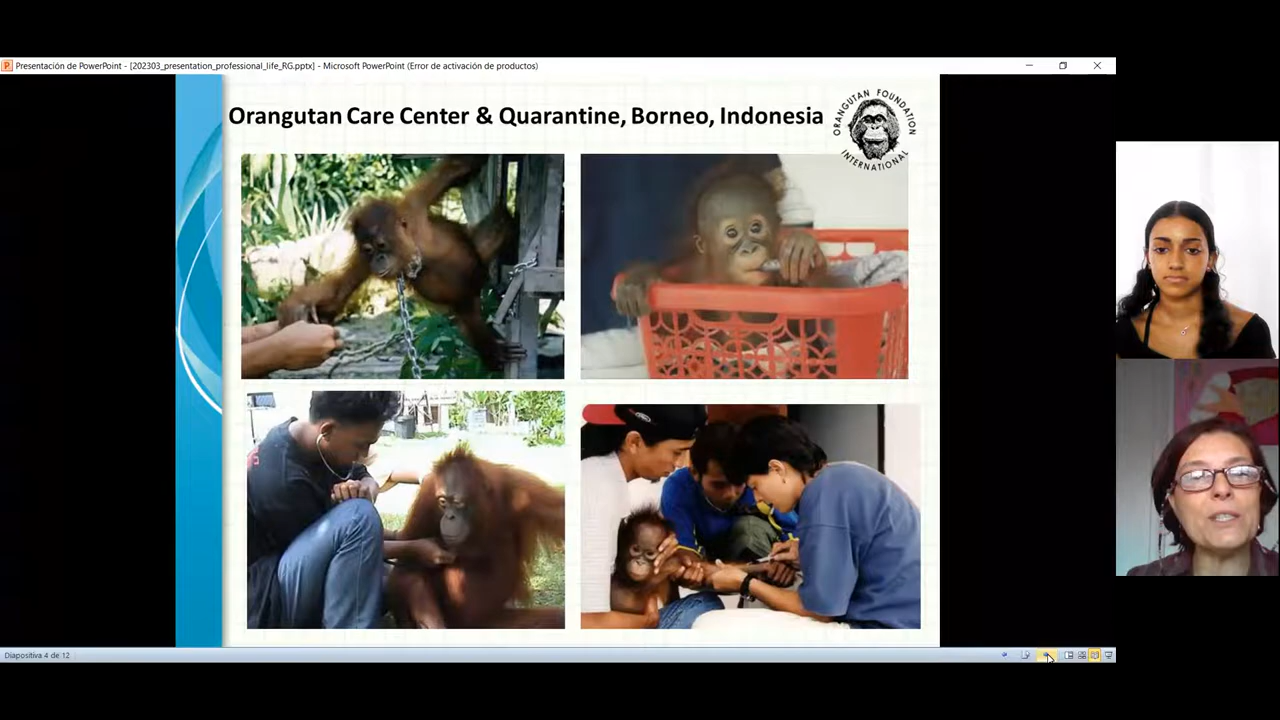 Presentación de PowerPoint - [202303_presentation_professional_life_RG.pptx] - Microsoft PowerPoint (Error de activación de productos)
Orangutan Care Center & Quarantine, Borneo, Indonesia
ORANGUTAN FOUNDATION
INTERNATIONAL
Diapositiva 4 de 12